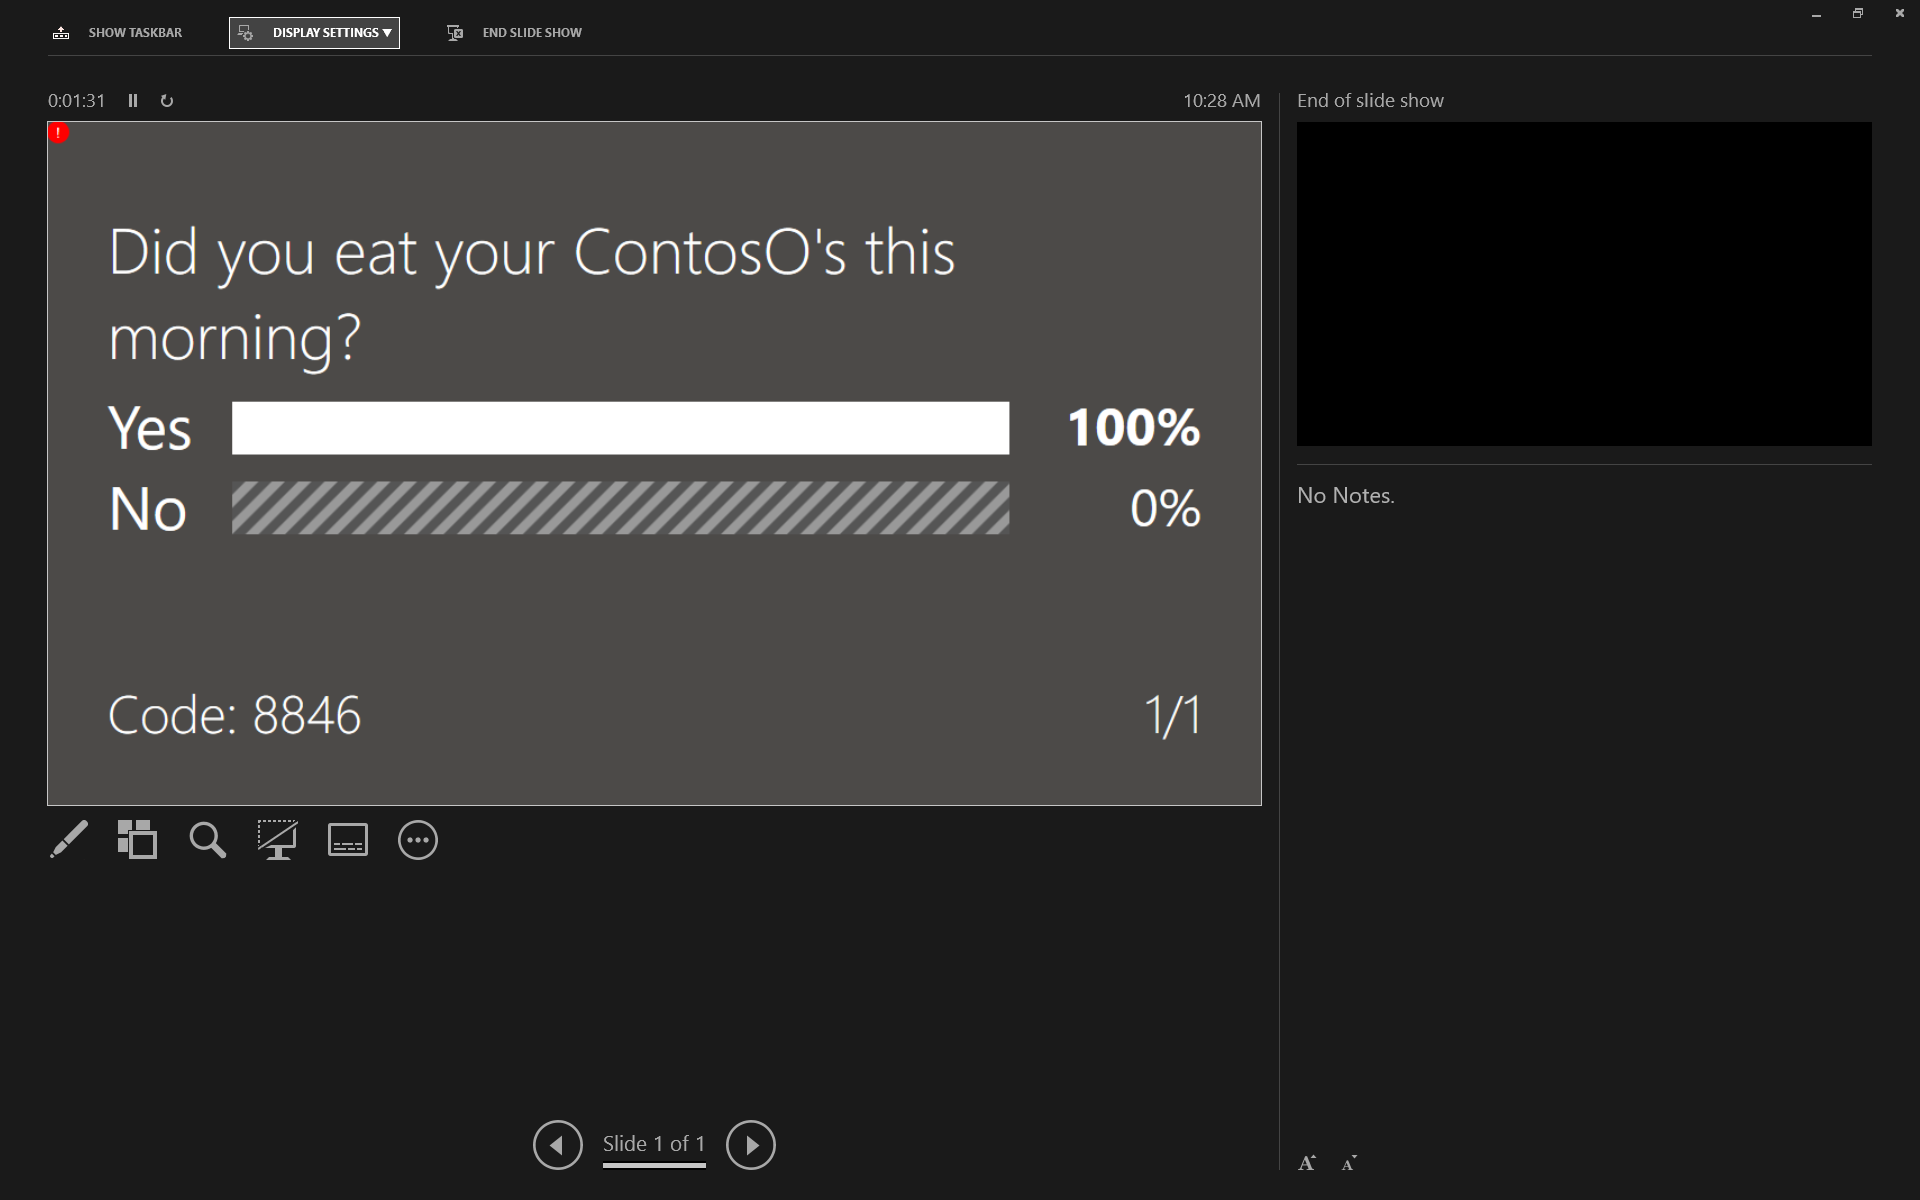 SHOW TASKBAR
DISPLAY SETTINGS ▼
END SLIDE SHOW
0:01:31
10:28 AM
End of slide show
!
Did you eat your ContosO's this
morning?
Yes 100%
No 0%
Code: 8846 1/1
No Notes.
Slide 1 of 1
A A